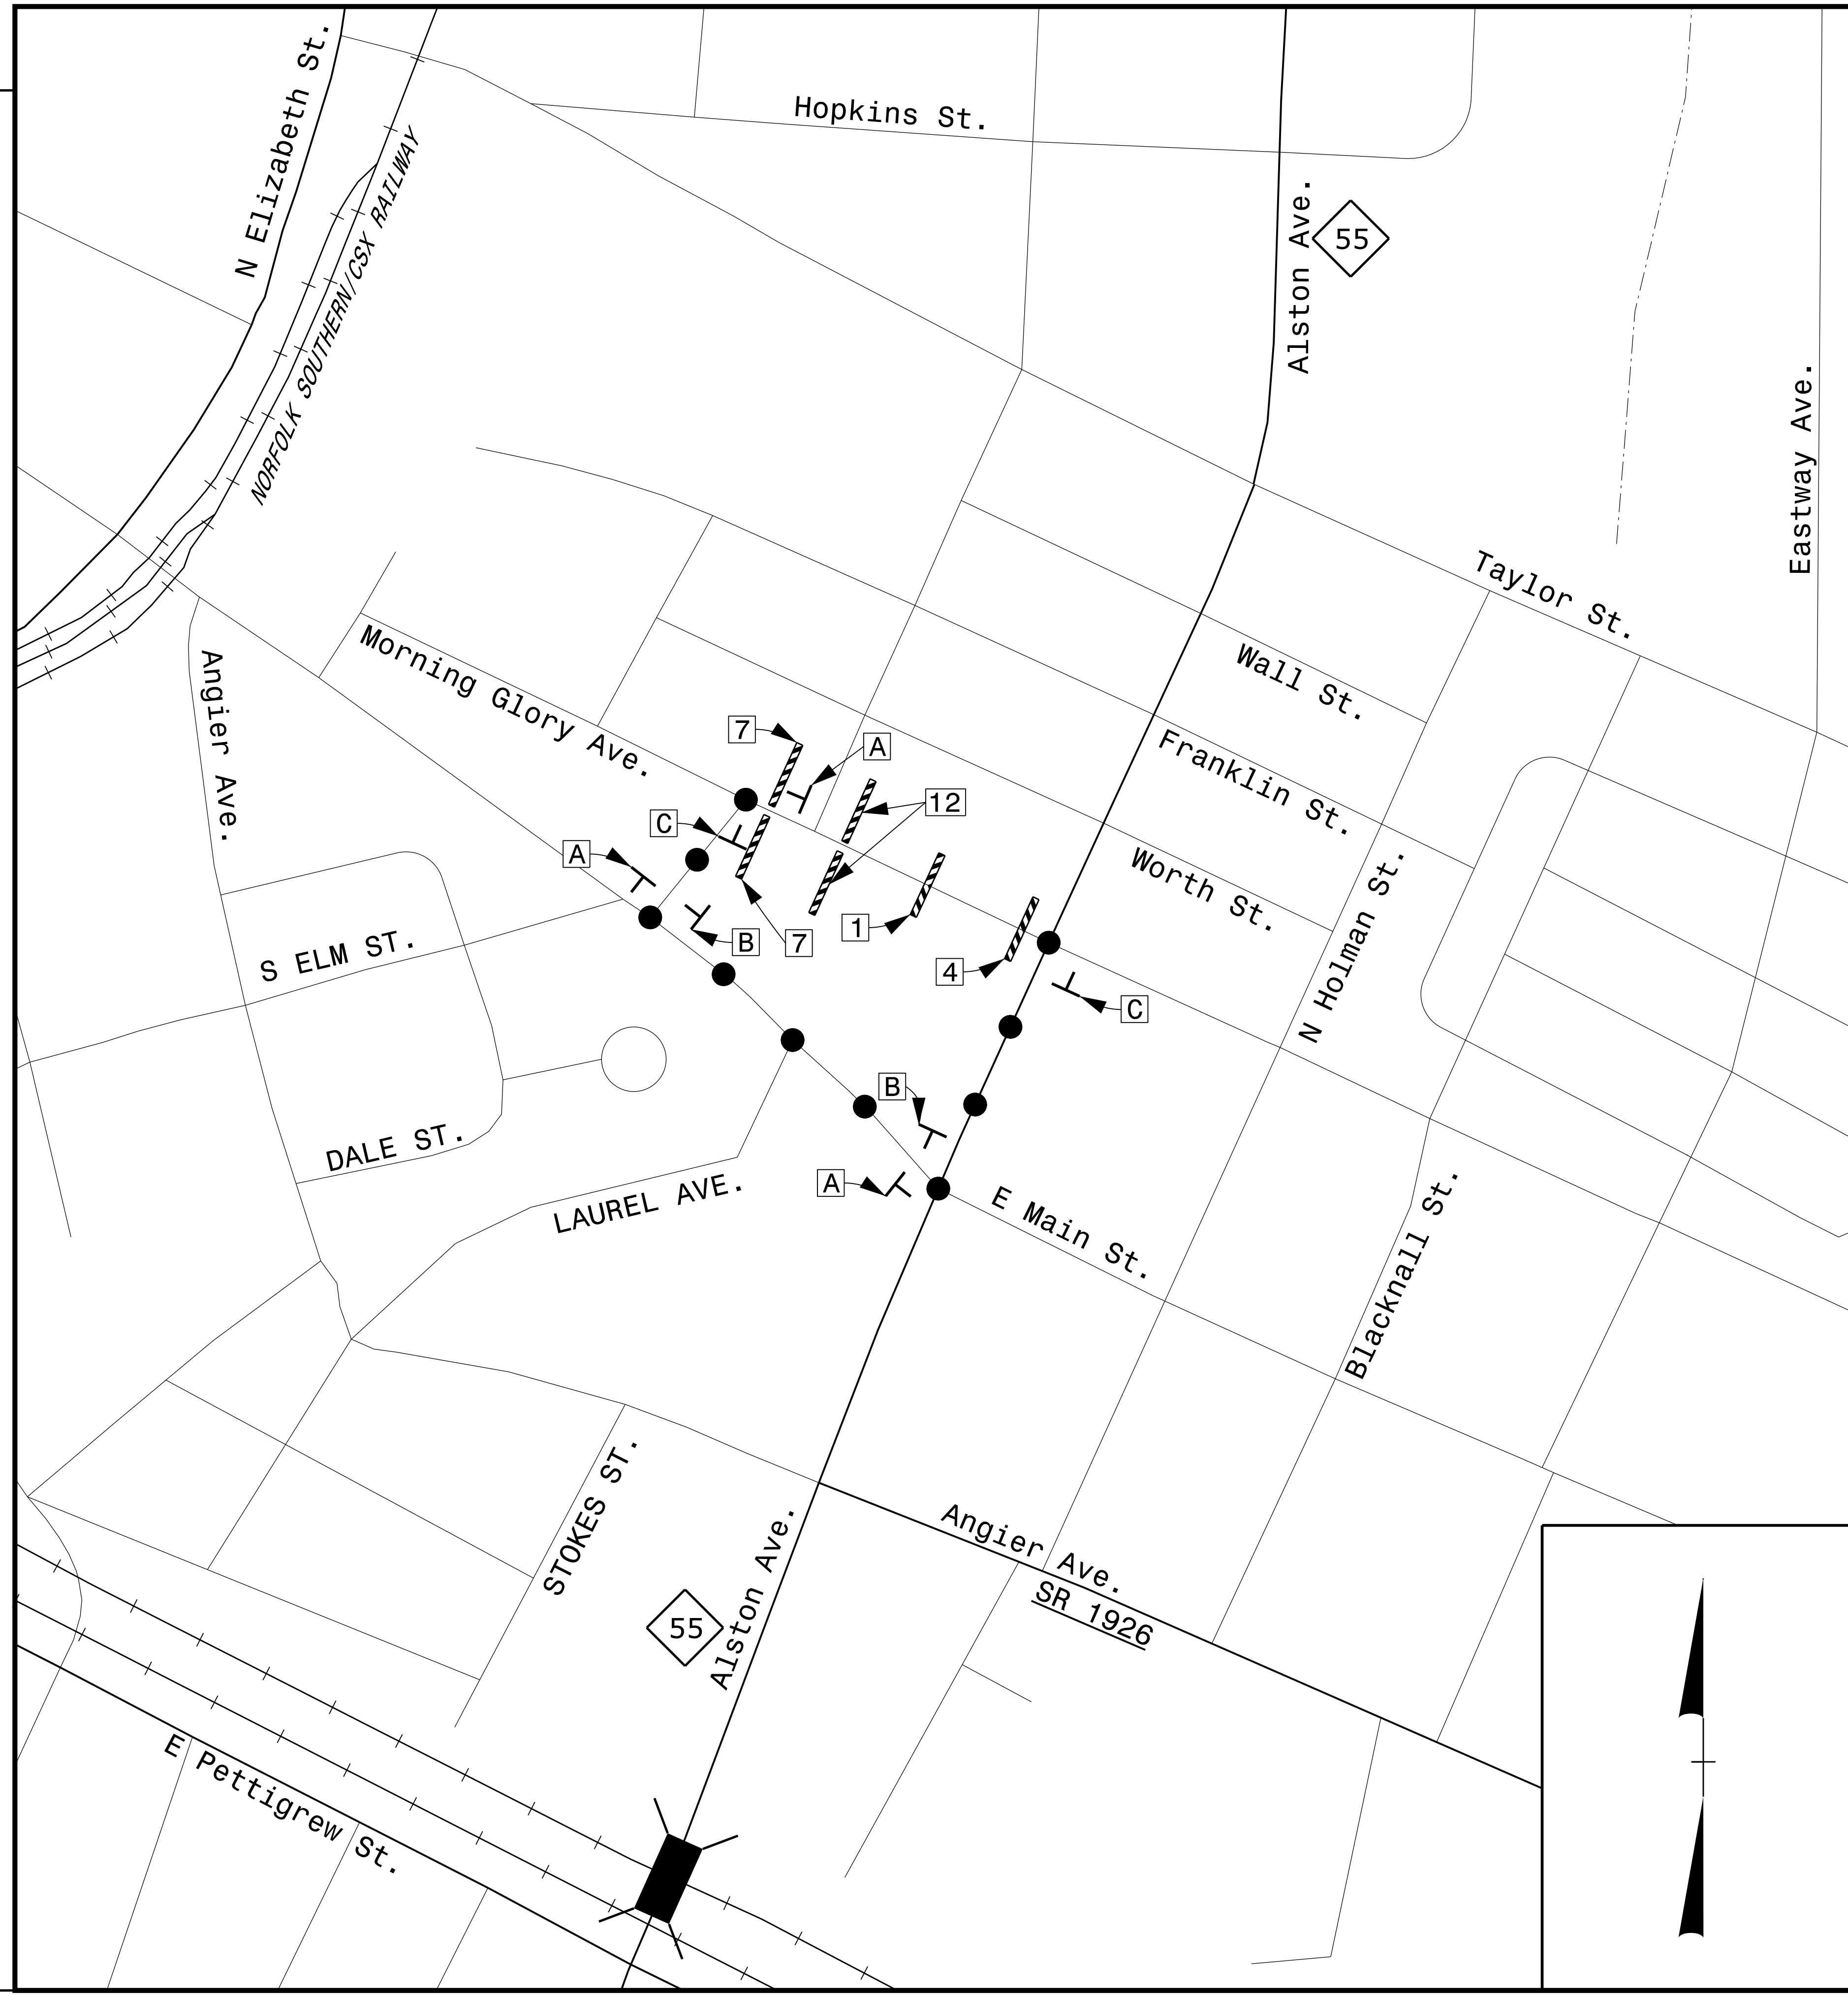 N Elizabeth St.
Hopkins St.
NORFOLK SOUTHERN/CSX RAILWAY
Alston Ave.
55
Eastway Ave.
Taylor St.
Morning Glory Ave.
Wall St.
Angier Ave.
Franklin St.
7
A
12
C
A
Worth St.
1
B
7
4
N Holman St.
S ELM ST.
C
B
DALE ST.
A
LAUREL AVE.
E Main St.
Blacknall St.
STOKES ST.
Alston Ave.
55
Angier Ave.
SR 1926
E Pettigrew St.